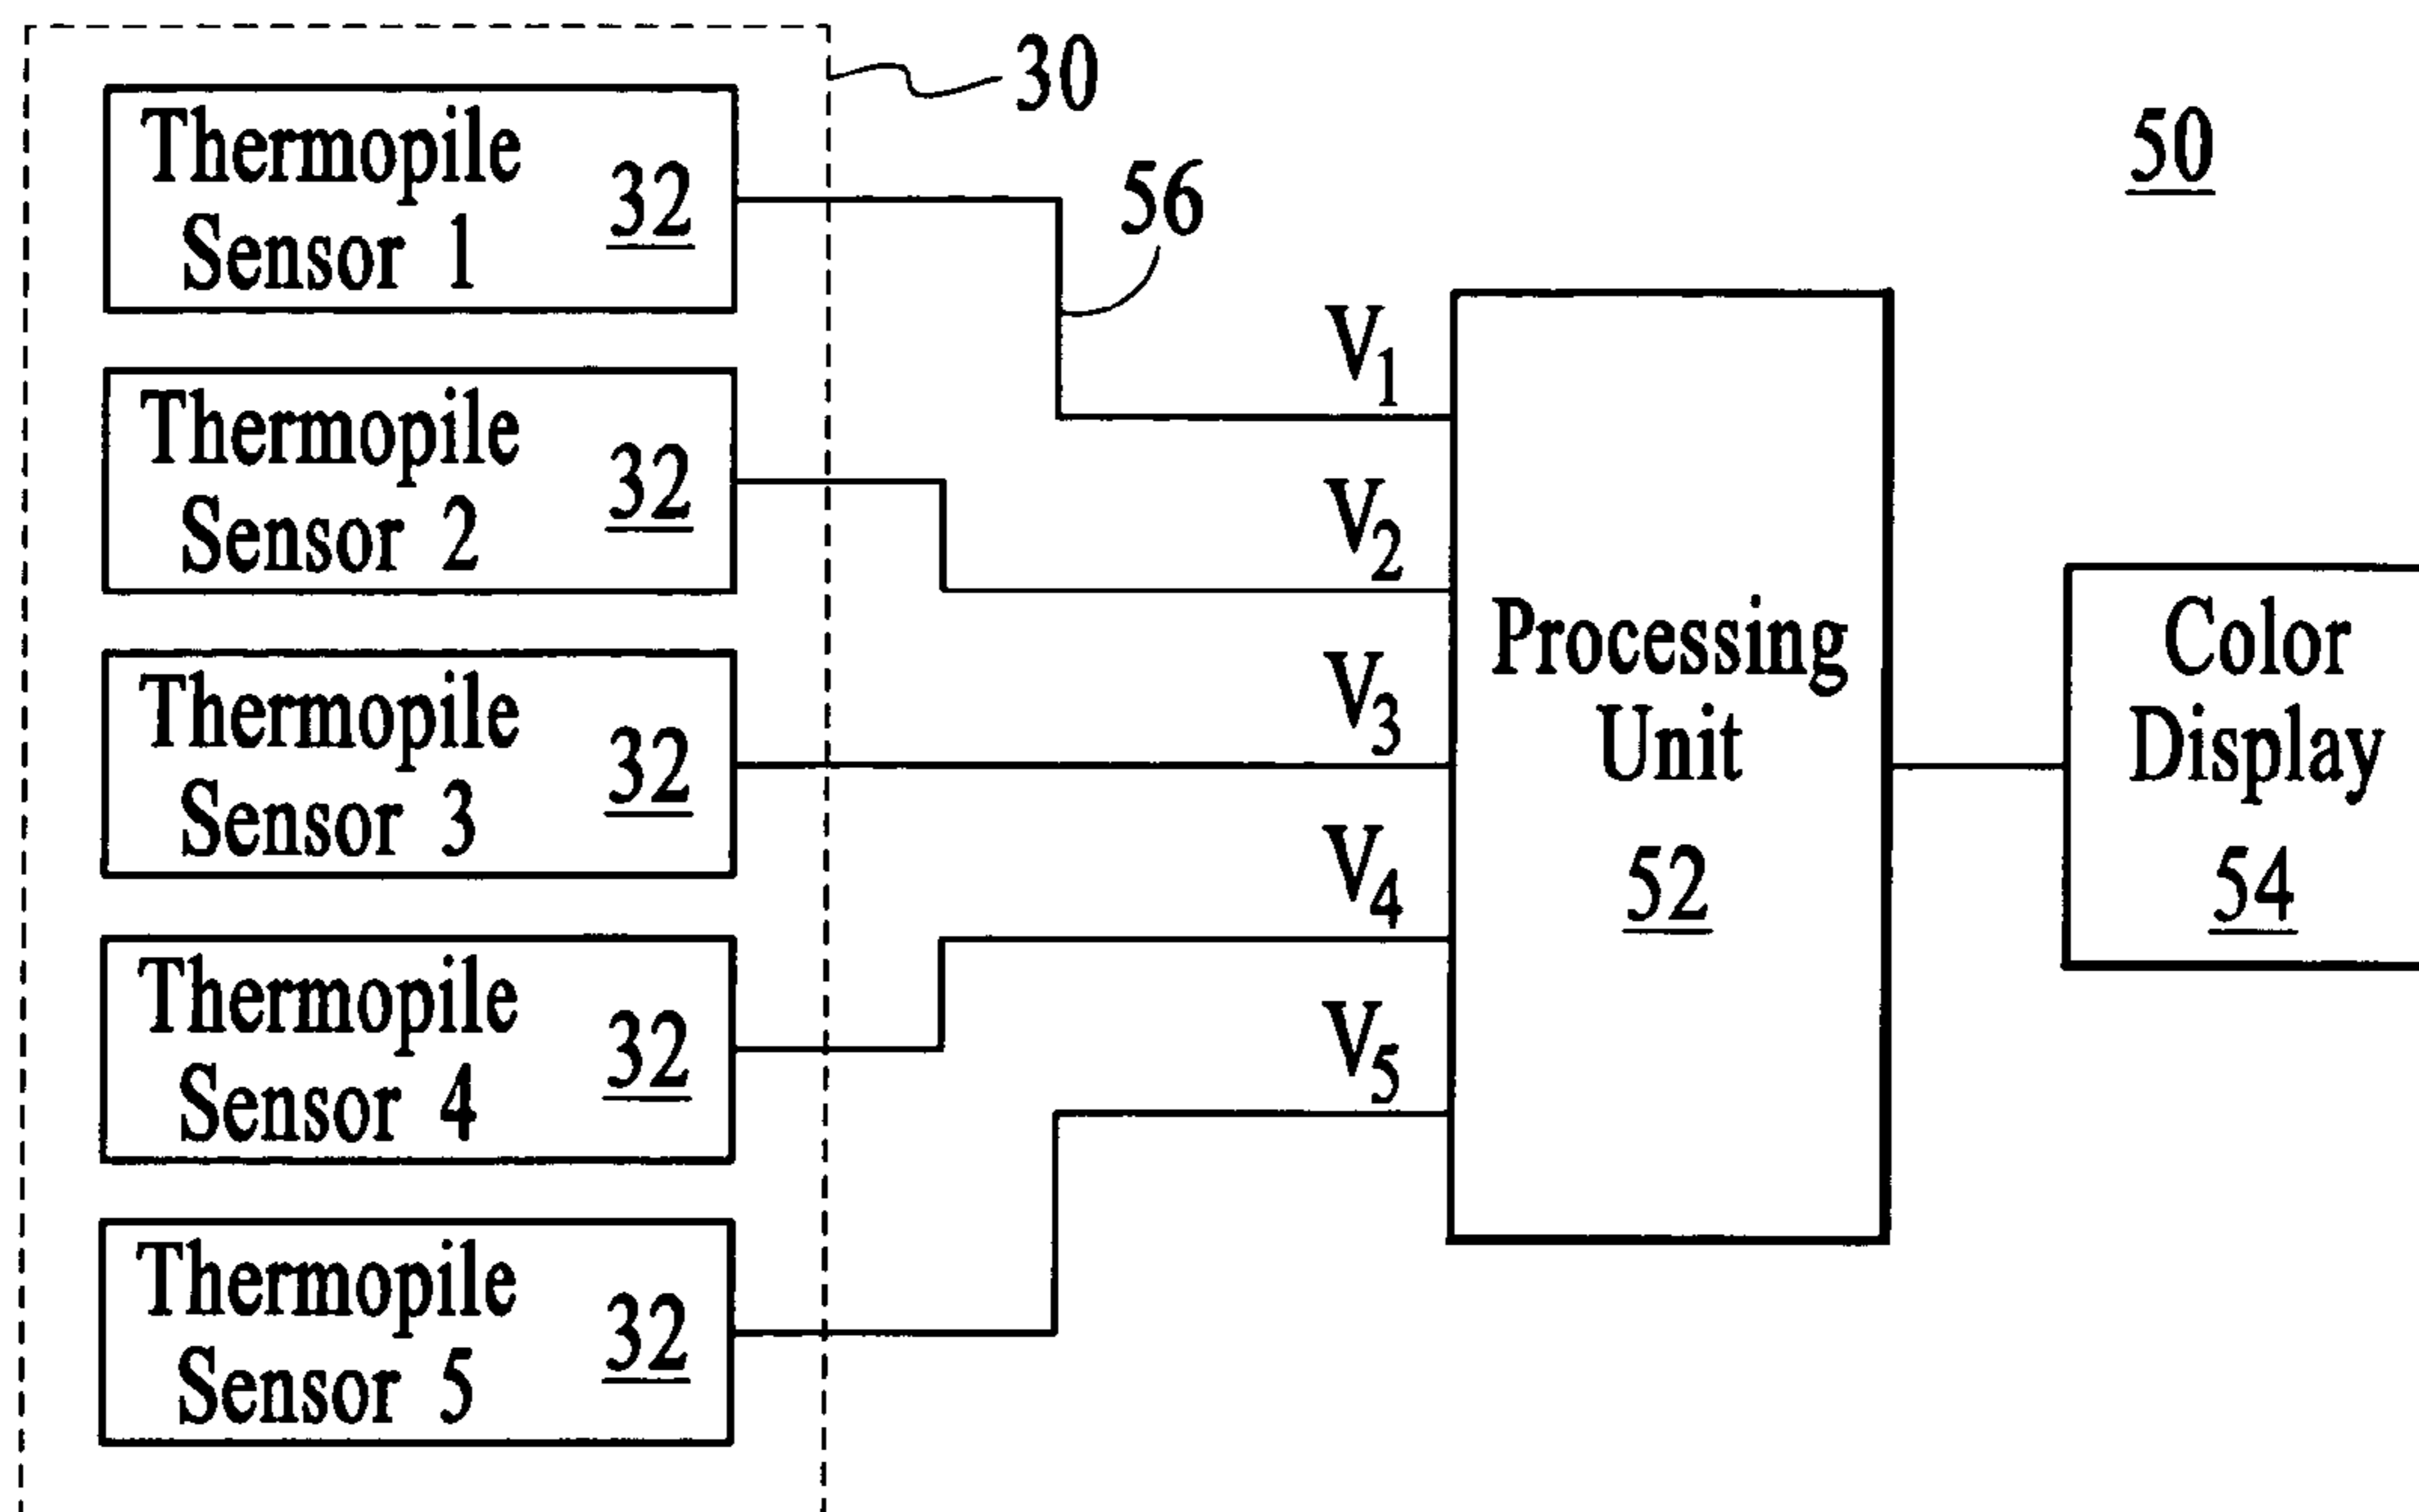 30
50
56
Thermopile
Sensor 1
32
Thermopile
Sensor 2
32
Thermopile
Sensor 3
32
Thermopile
Sensor 4
32
Thermopile
Sensor 5
32
V1
V2
V3
V4
V5
Processing
Unit
52
Color
Display
54